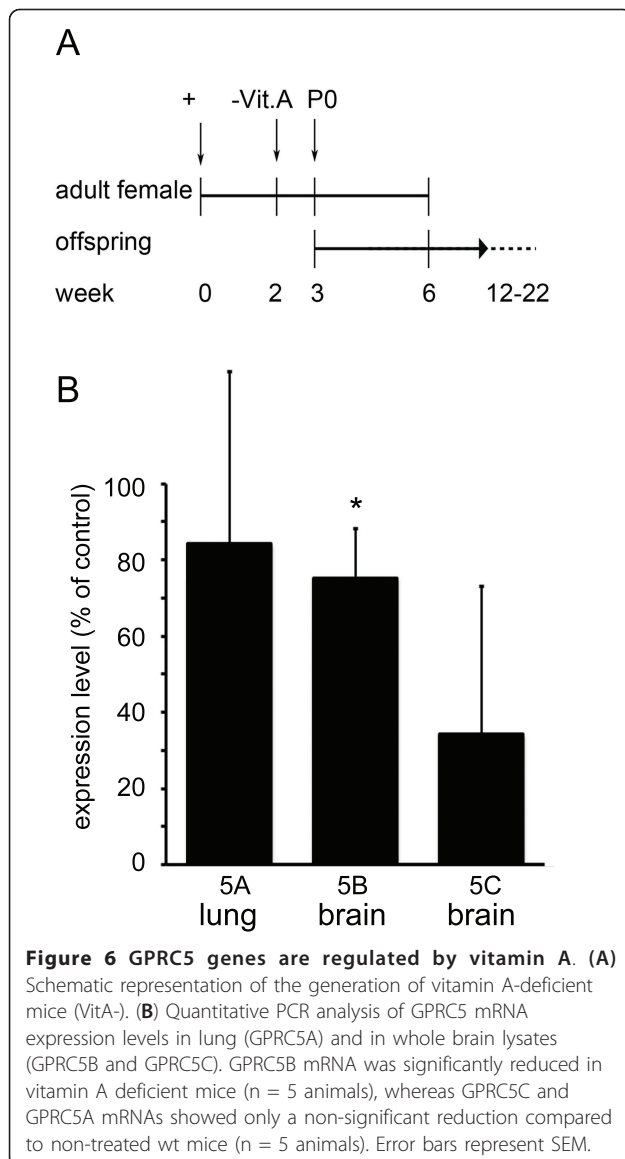 A
+ -Vit.A P0
adult female
offspring
week 0 2 3 6 12-22
B
expression level (% of control)
100
80
60
40
20
0
*
5A 5B 5C
lung brain brain
Figure 6 GPRC5 genes are regulated by vitamin A. (A)
Schematic representation of the generation of vitamin A-deficient
mice (VitA-). (B) Quantitative PCR analysis of GPRC5 mRNA
expression levels in lung (GPRC5A) and in whole brain lysates
(GPRC5B and GPRC5C). GPRC5B mRNA was significantly reduced in
vitamin A deficient mice (n = 5 animals), whereas GPRC5C and
GPRC5A mRNAs showed only a non-significant reduction compared
to non-treated wt mice (n = 5 animals). Error bars represent SEM.